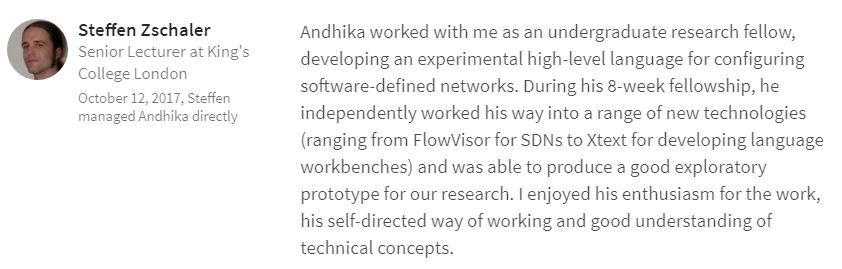 Steffen Zschaler
Senior Lecturer at King's
College London
October 12, 2017, Steffen
managed Andhika directly
Andhika worked with me as an undergraduate research fellow,
developing an experimental high-level language for configuring
software-defined networks. During his 8-week fellowship, he
independently worked his way into a range of new technologies
(ranging from FlowVisor for SDNs to Xtext for developing language
workbenches) and was able to produce a good exploratory
prototype for our research. I enjoyed his enthusiasm for the work,
his self-directed way of working and good understanding of
technical concepts.